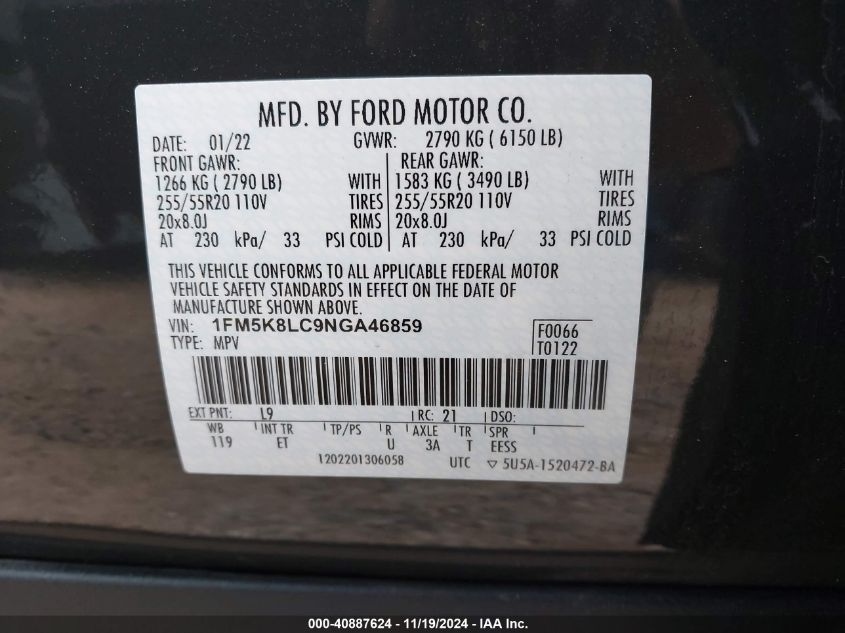 MFD. BY FORD MOTOR CO.
DATE: 01/22 GVWR: 2790 KG ( 6150 LB)
FRONT GAWR: REAR GAWR:
1266 KG ( 2790 LB) WITH 1583 KG ( 3490 LB) WITH
255/55R20 110V TIRES 255/55R20 110V TIRES
20x8.0J RIMS 20x8.0J RIMS
AT 230 kPa/ 33 PSI COLD AT 230 kPa/ 33 PSI COLD
THIS VEHICLE CONFORMS TO ALL APPLICABLE FEDERAL MOTOR
VEHICLE SAFETY STANDARDS IN EFFECT ON THE DATE OF
MANUFACTURE SHOWN ABOVE.
VIN: 1FM5K8LC9NGA46859 F0066
TYPE: MPV T0122
EXT PNT: L9 RC: 21 DSO:
WB INT TR TP/PS R AXLE TR SPR
119 ET U 3A T EESS
1202201306058 UTC ▽ 5U5A-1520472-BA
000-40887624 - 11/19/2024 - IAA Inc.